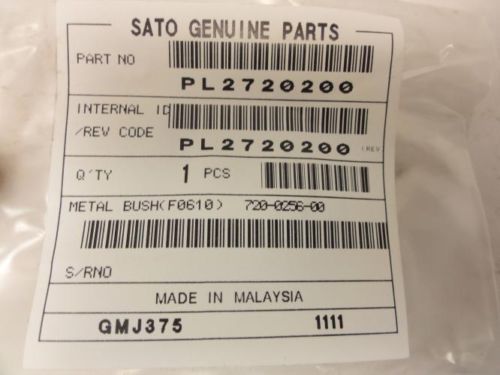 SATO GENUINE PARTS
PART NO
PL2720200
INTERNAL ID
/REV CODE
PL2720200 (REV
Q'TY 1 PCS
METAL BUSH(F0610) 720-0256-00
S/RNO
MADE IN MALAYSIA
GMJ375 1111